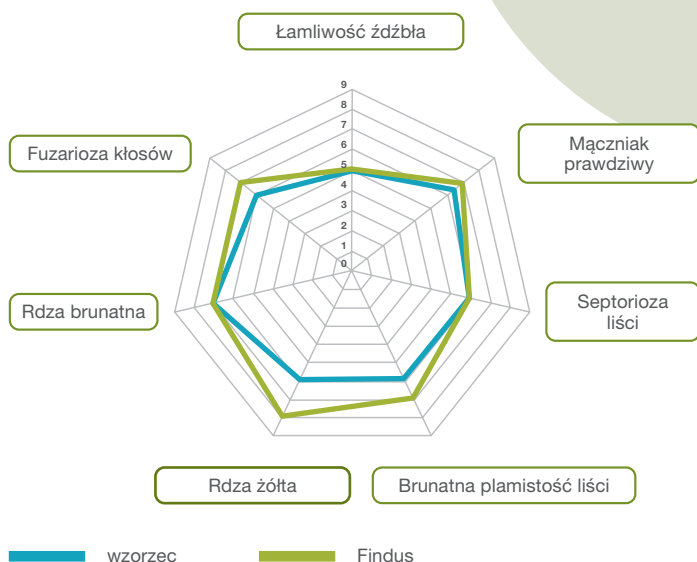 Łamliwość źdźbła
9
8
7
6
5
4
3
2
1
0
Fuzarioza kłosów
Mączniak
prawdziwy
Rdza brunatna
Septorioza
liści
Rdza żółta
Brunatna plamistość liści
wzorzec
Findus